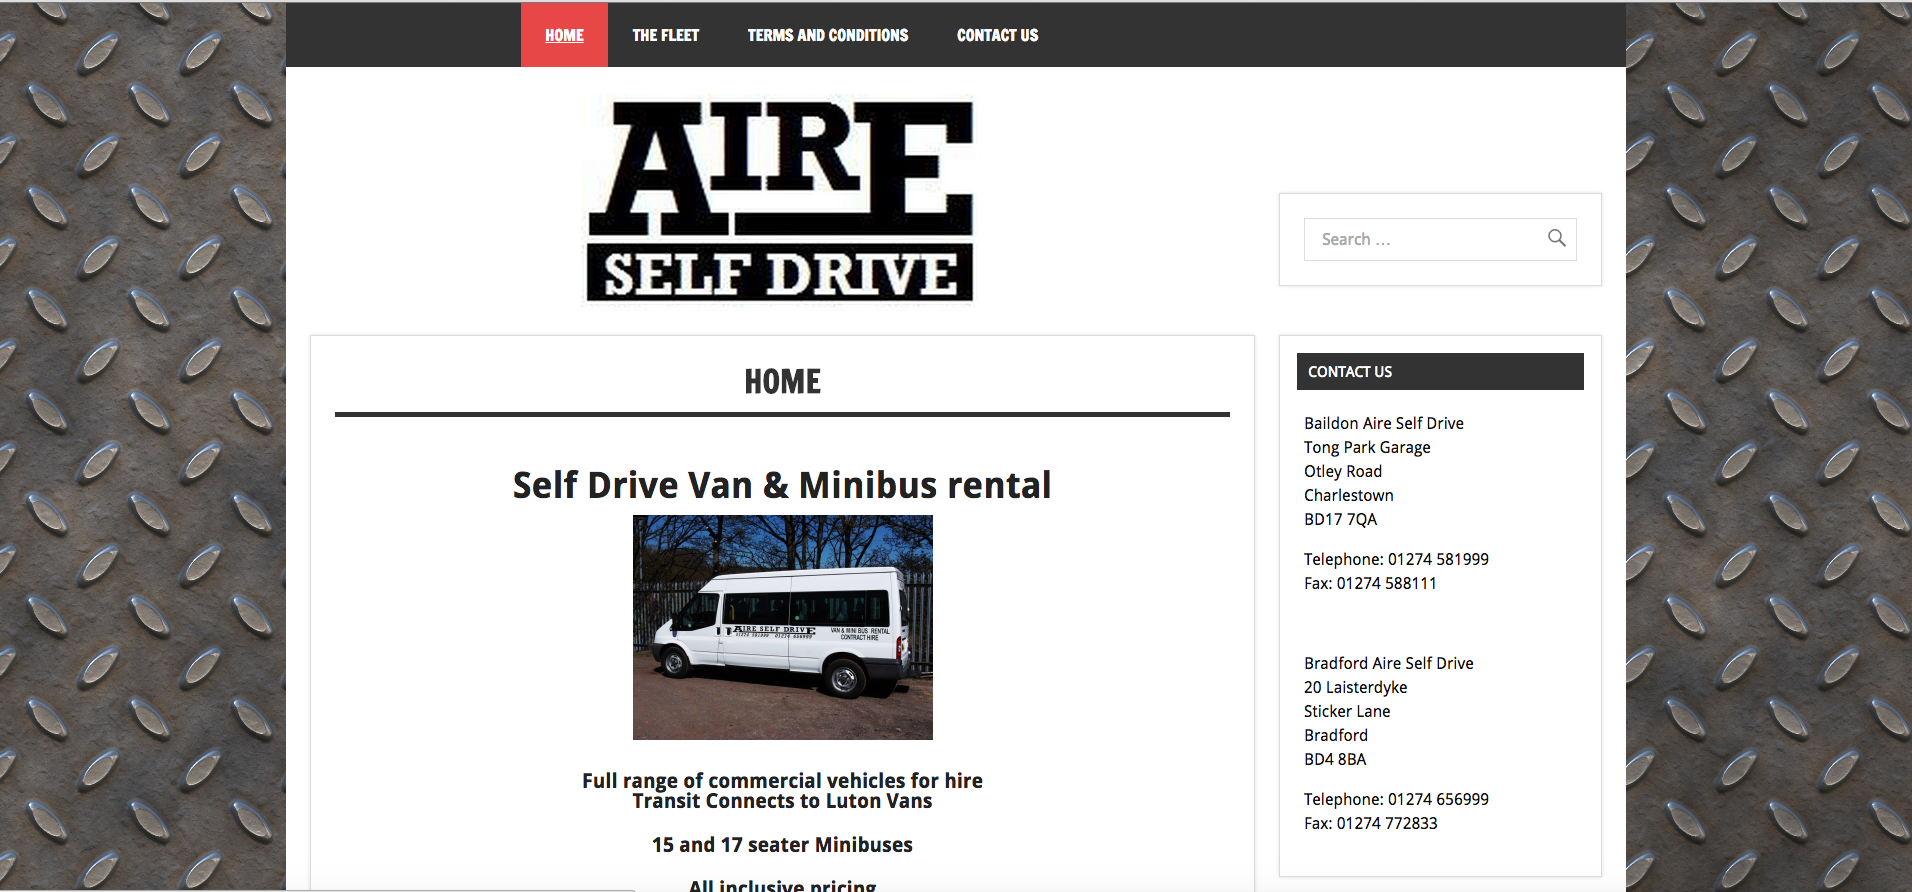 HOME
THE FLEET
TERMS AND CONDITIONS
CONTACT US
AIRE
SELF DRIVE
Search ...
HOME
Self Drive Van & Minibus rental
AIRE SELF DRIVE
01274 581999 01274 656999
VAN & MINI BUS RENTAL
CONTRACT HIRE
Full range of commercial vehicles for hire
Transit Connects to Luton Vans
15 and 17 seater Minibuses
All inclusive pricing
CONTACT US
Baildon Aire Self Drive
Tong Park Garage
Otley Road
Charlestown
BD17 7QA
Telephone: 01274 581999
Fax: 01274 588111
Bradford Aire Self Drive
20 Laisterdyke
Sticker Lane
Bradford
BD4 8BA
Telephone: 01274 656999
Fax: 01274 772833